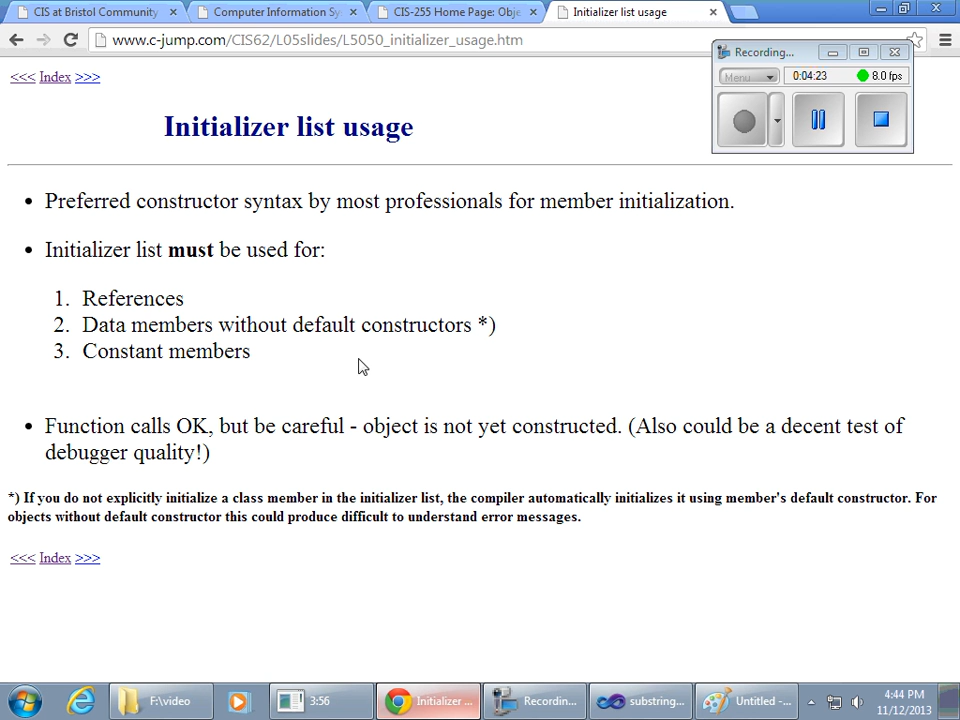 CIS at Bristol Community
Computer Information Sy
CIS-255 Home Page: Obje
Initializer list usage
www.c-jump.com/CIS62/L05slides/L5050_initializer_usage.htm
Recording...
Menu
0:04:23
8.0 fps
<<< Index >>>
Initializer list usage
• Preferred constructor syntax by most professionals for member initialization.
• Initializer list must be used for:
1. References
2. Data members without default constructors *)
3. Constant members
• Function calls OK, but be careful - object is not yet constructed. (Also could be a decent test of
debugger quality!)
*) If you do not explicitly initialize a class member in the initializer list, the compiler automatically initializes it using member's default constructor. For
objects without default constructor this could produce difficult to understand error messages.
<<< Index >>>
F:\video
3:56
Initializer ...
Recordin...
substring...
Untitled -...
4:44 PM
11/12/2013